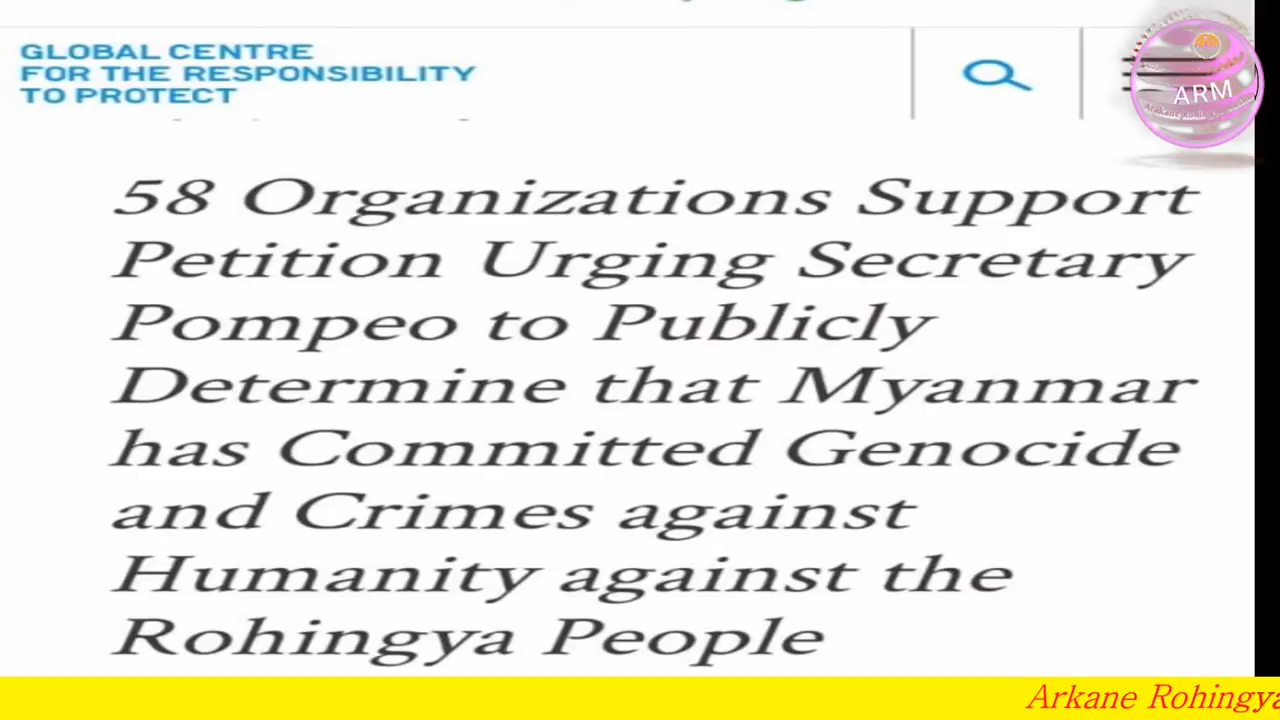 GLOBAL CENTRE
FOR THE RESPONSIBILITY
TO PROTECT
ARM
58 Organizations Support
Petition Urging Secretary
Pompeo to Publicly
Determine that Myanmar
has Committed Genocide
and Crimes against
Humanity against the
Rohingya People
Arkane Rohingya